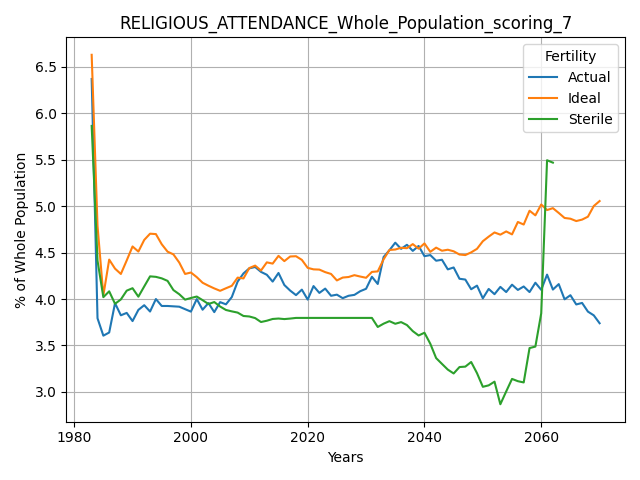 RELIGIOUS_ATTENDANCE_Whole_Population_scoring_7
Fertility
Actual
Ideal
Sterile
% of Whole Population
6.5
6.0
5.5
5.0
4.5
4.0
3.5
3.0
1980 2000 2020 2040 2060
Years